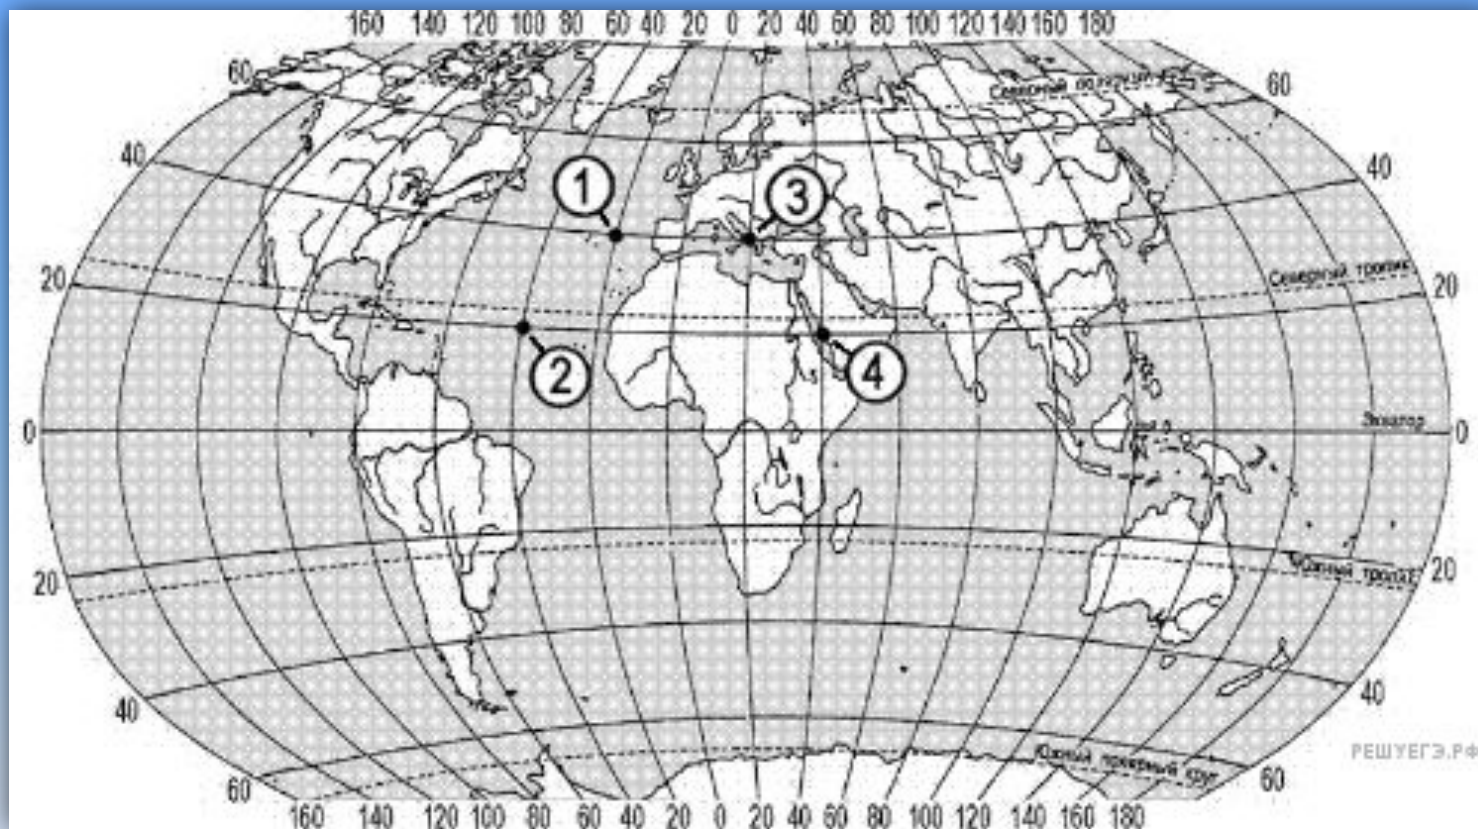 160 140 120 100 80 60 40 20 0 20 40 60 80 100 120 140 160 180
60 Северный полярный 60
40 40
1 3
20 Северный тропик 20
2 4
0 Экватор 0
20 Южный тропик 20
40 40
РЕШУЕГЭ.РФ
60 Южный полярный круг 60
160 140 120 100 80 60 40 20 0 20 40 60 80 100 120 140 160 180